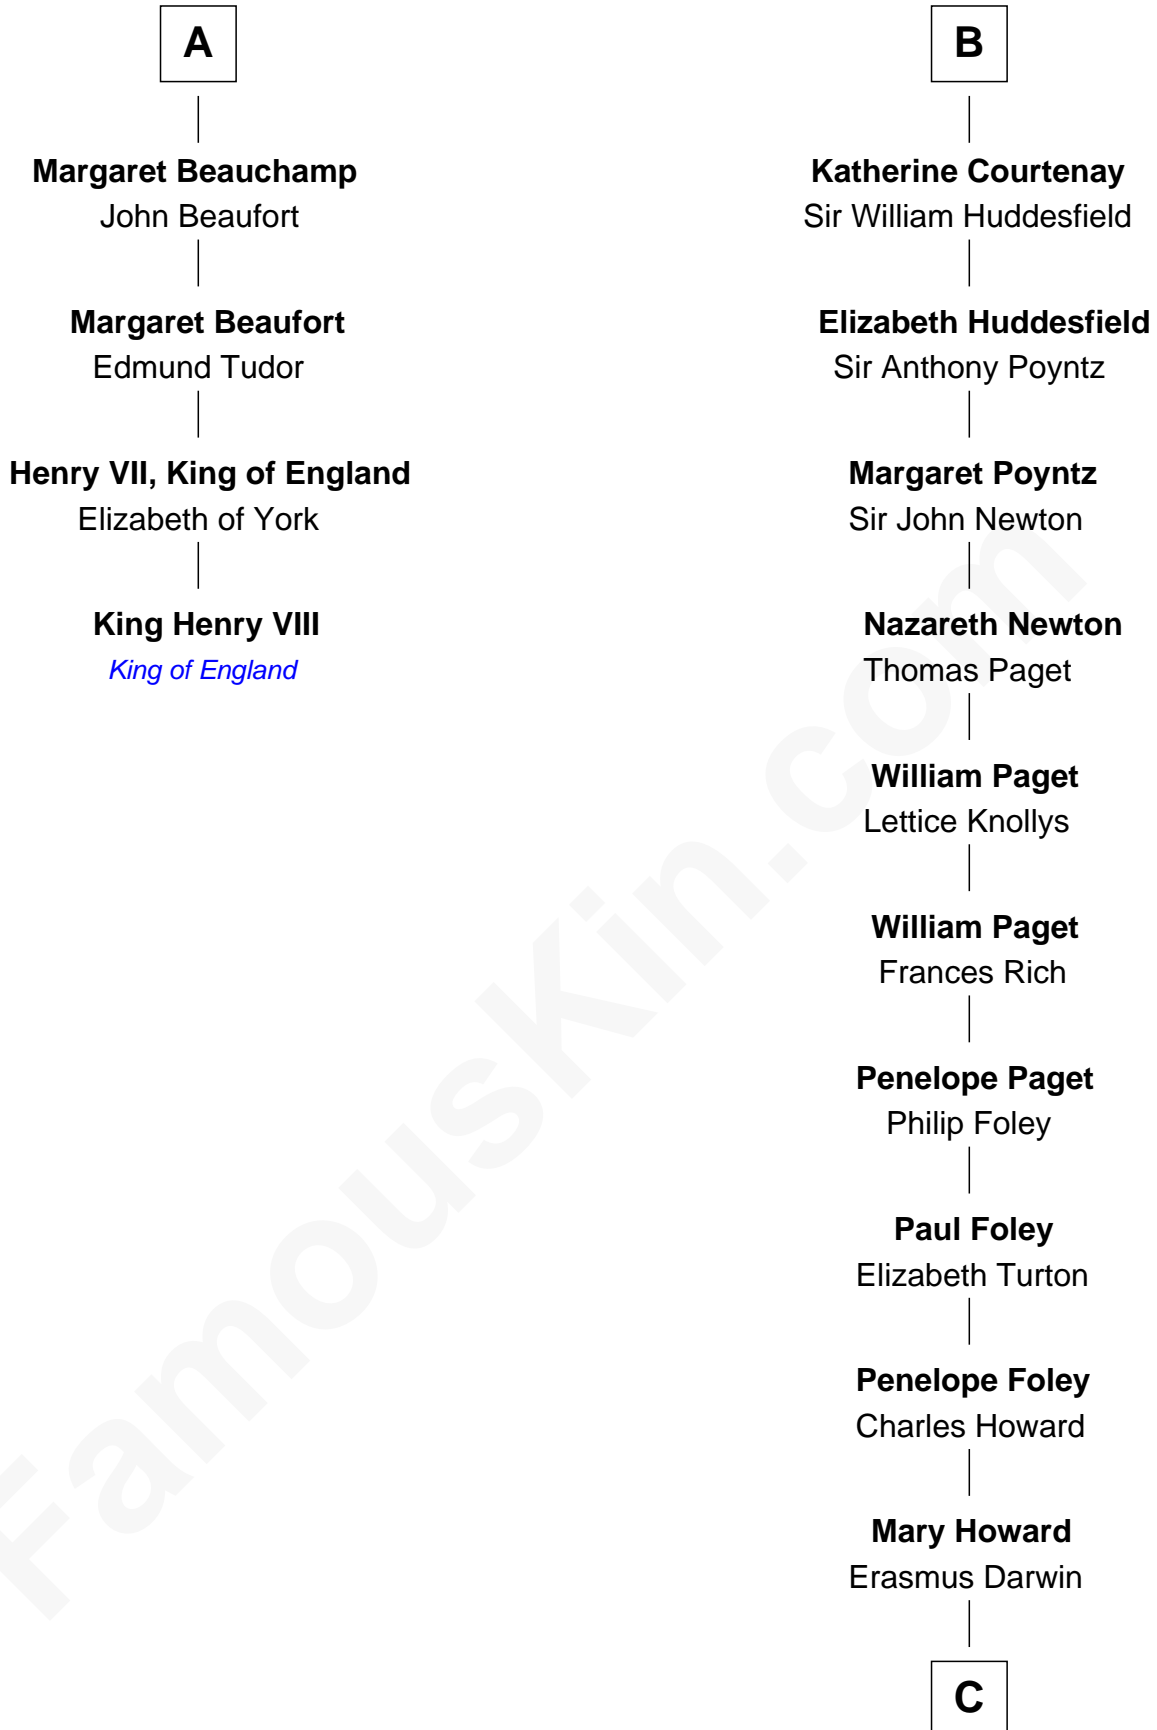 A
Margaret Beauchamp
John Beaufort
Margaret Beaufort
Edmund Tudor
Henry VII, King of England
Elizabeth of York
King Henry VIII
King of England
B
Katherine Courtenay
Sir William Huddesfield
Elizabeth Huddesfield
Sir Anthony Poyntz
Margaret Poyntz
Sir John Newton
Nazareth Newton
Thomas Paget
William Paget
Lettice Knollys
William Paget
Frances Rich
Penelope Paget
Philip Foley
Paul Foley
Elizabeth Turton
Penelope Foley
Charles Howard
Mary Howard
Erasmus Darwin
C
FamousKin.com